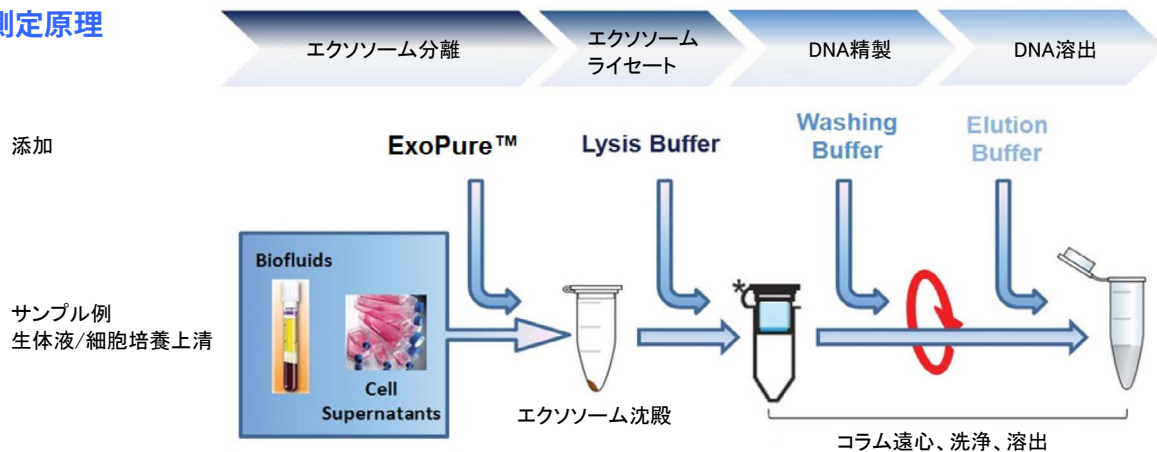 測定原理
エクソソーム分離
エクソソーム
ライセート
DNA精製
DNA溶出
添加
ExoPure™
Lysis Buffer
Washing
Buffer
Elution
Buffer
Biofluids
Cell
Supernatants
サンプル例
生体液/細胞培養上清
*
エクソソーム沈殿
コラム遠心、洗浄、溶出